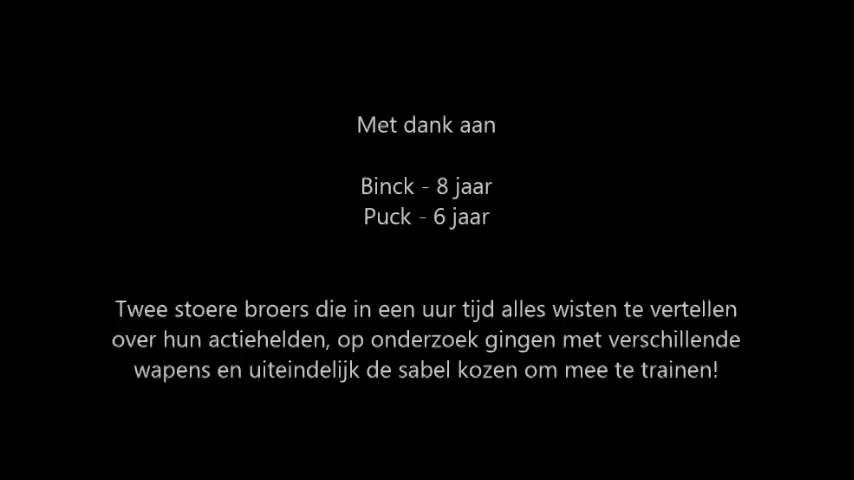 Met dank aan
Binck - 8 jaar
Puck - 6 jaar
Twee stoere broers die in een uur tijd alles wisten te vertellen
over hun actiehelden, op onderzoek gingen met verschillende
wapens en uiteindelijk de sabel kozen om mee te trainen!